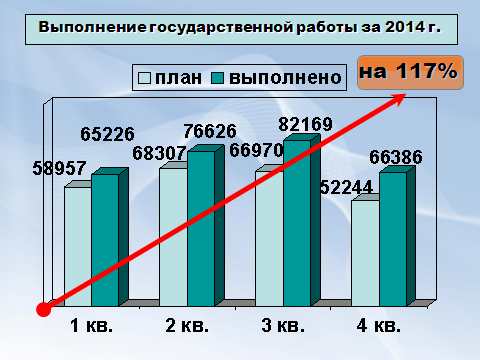 Выполнение государственной работы за 2014 г.
на 117%
план выполнено
58957 65226 68307 76626 66970 82169 52244 66386
1 кв. 2 кв. 3 кв. 4 кв.